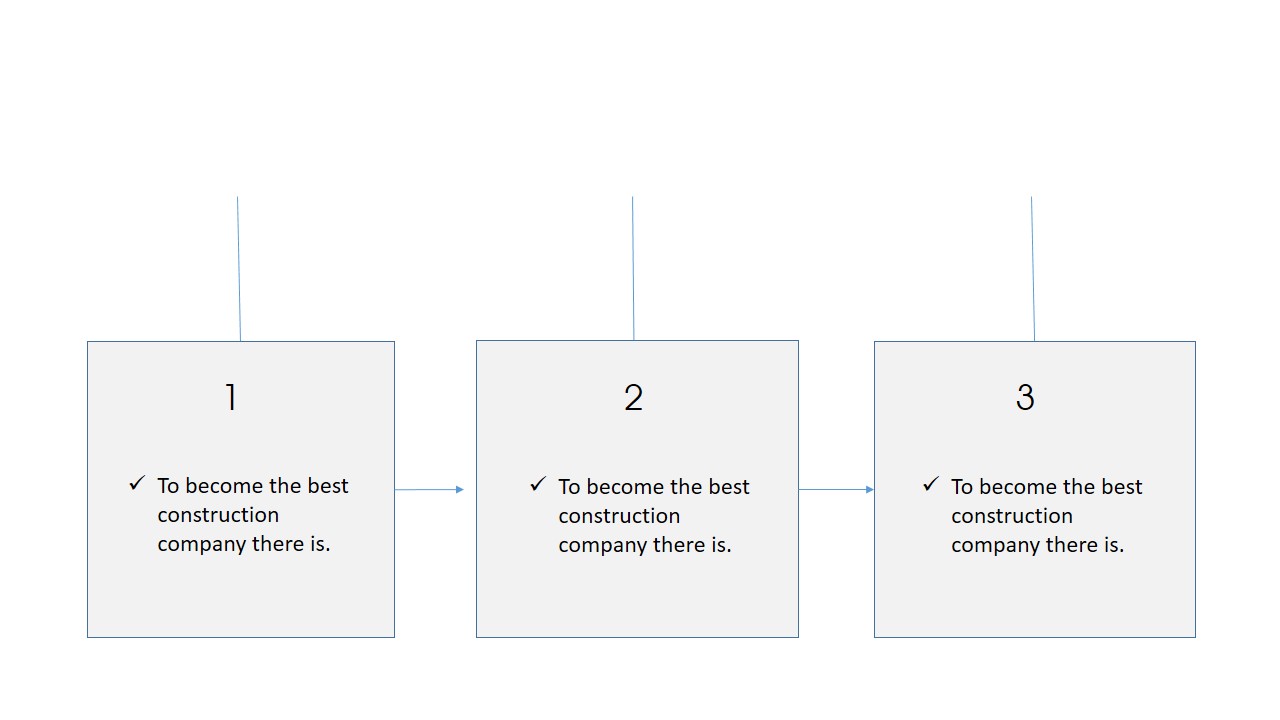 1
✓ To become the best
construction
company there is.
2
✓ To become the best
construction
company there is.
3
✓ To become the best
construction
company there is.